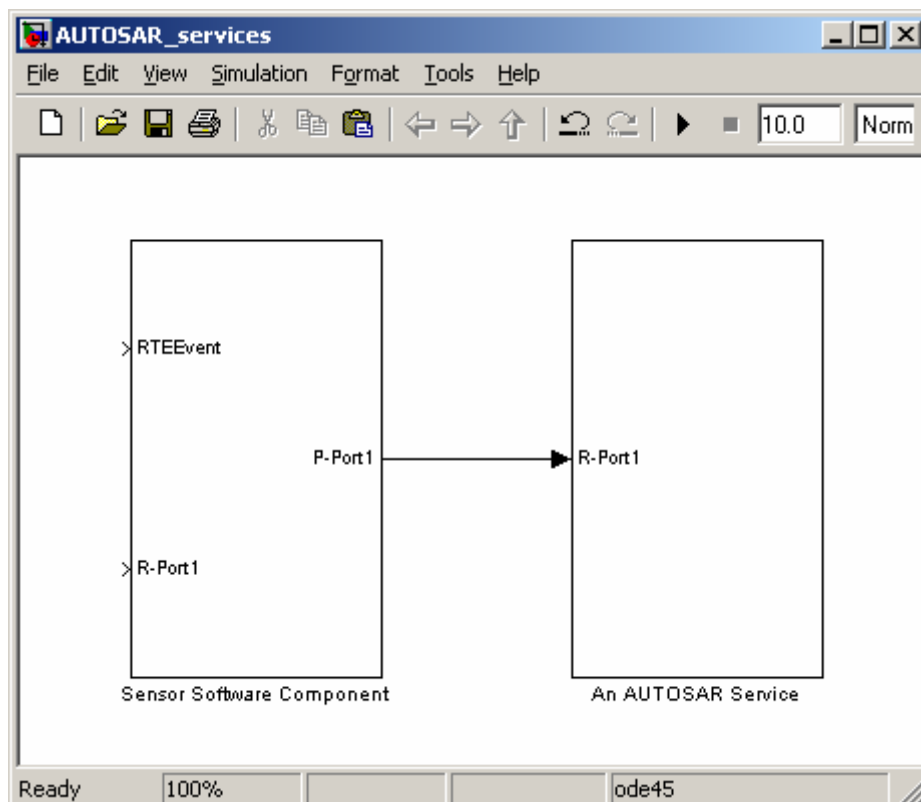 AUTOSAR_services
File Edit View Simulation Format Tools Help
10.0 Norm
RTEEvent
P-Port1 R-Port1
R-Port1
Sensor Software Component An AUTOSAR Service
Ready 100% ode45